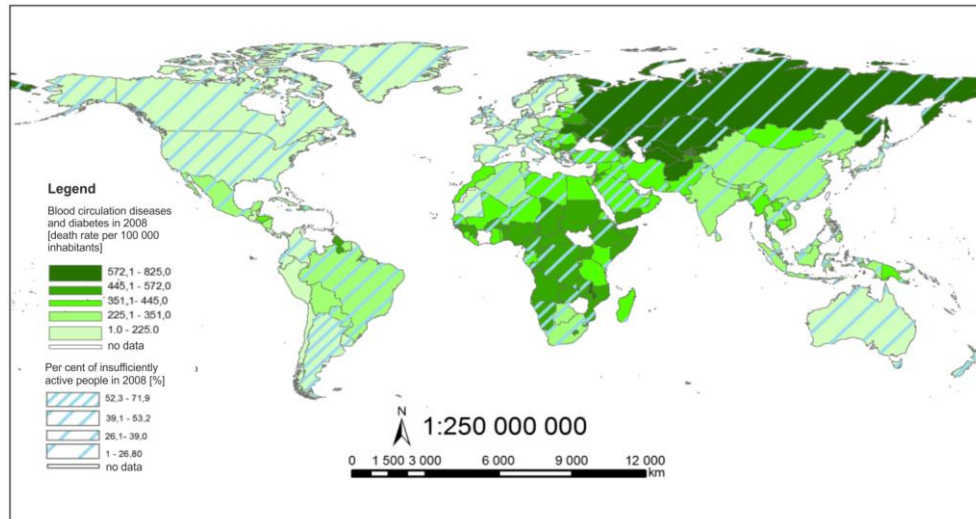 Legend
Blood circulation diseases
and diabetes in 2008
[death rate per 100 000
inhabitants]
572,1 - 825,0
445,1 - 572,0
351,1- 445,0
225,1 - 351,0
1.0 - 225.0
no data
Per cent of insufficiently
active people in 2008 [%]
52,3 - 71,9
39,1 - 53,2
26,1- 39,0
1 - 26,80
no data
N
1:250 000 000
0 1 500 3 000 6 000 9 000 12 000
km